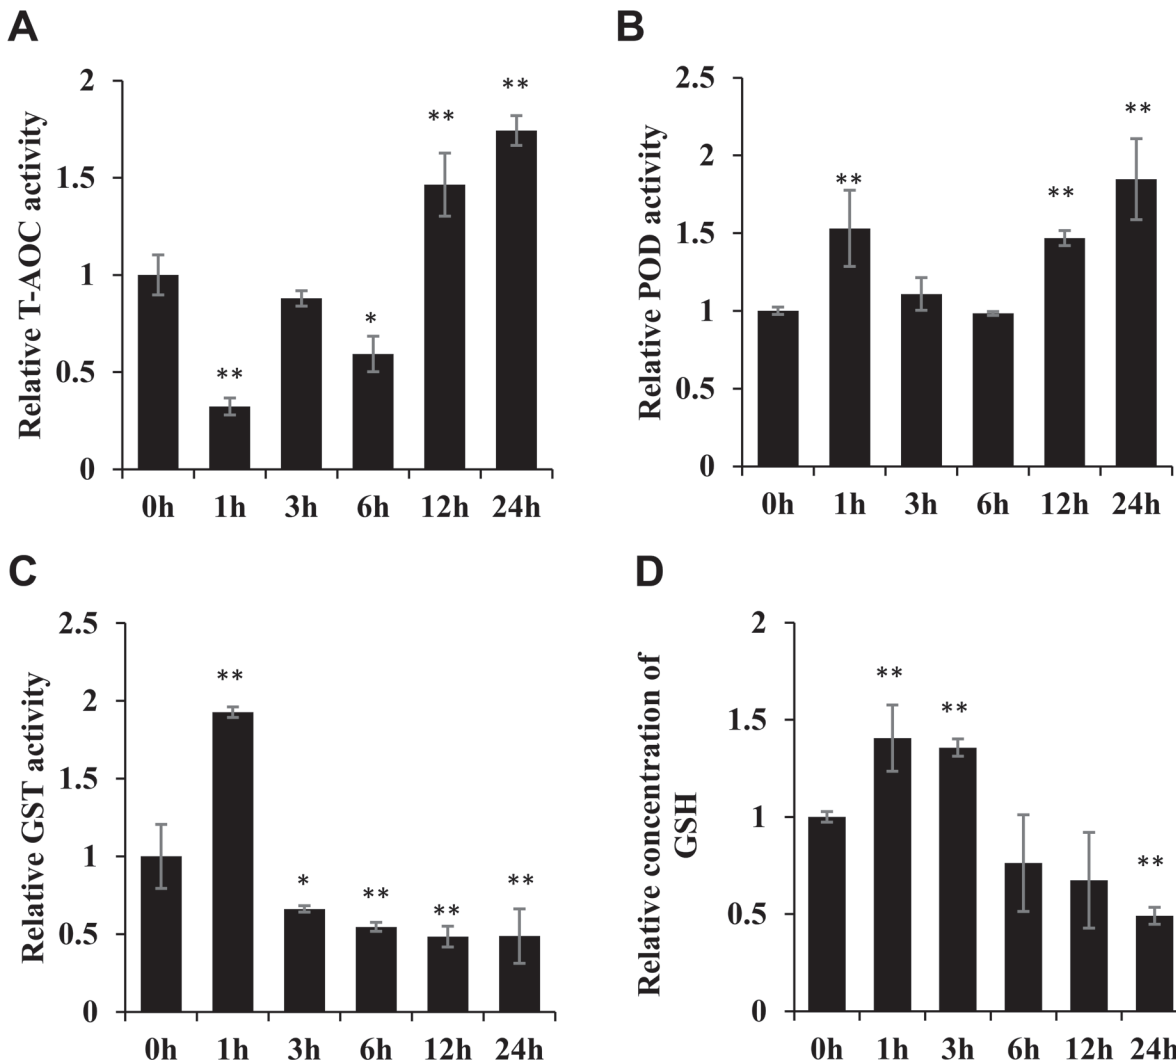 A
Relative T-AOC activity
2
1.5
1
0.5
0
**
*
**
**
0h 1h 3h 6h 12h 24h
B
Relative POD activity
2.5
2
1.5
1
0.5
0
**
**
**
0h 1h 3h 6h 12h 24h
C
Relative GST activity
2.5
2
1.5
1
0.5
0
**
*
**
**
**
0h 1h 3h 6h 12h 24h
D
Relative concentration of
GSH
2
1.5
1
0.5
0
**
**
**
0h 1h 3h 6h 12h 24h